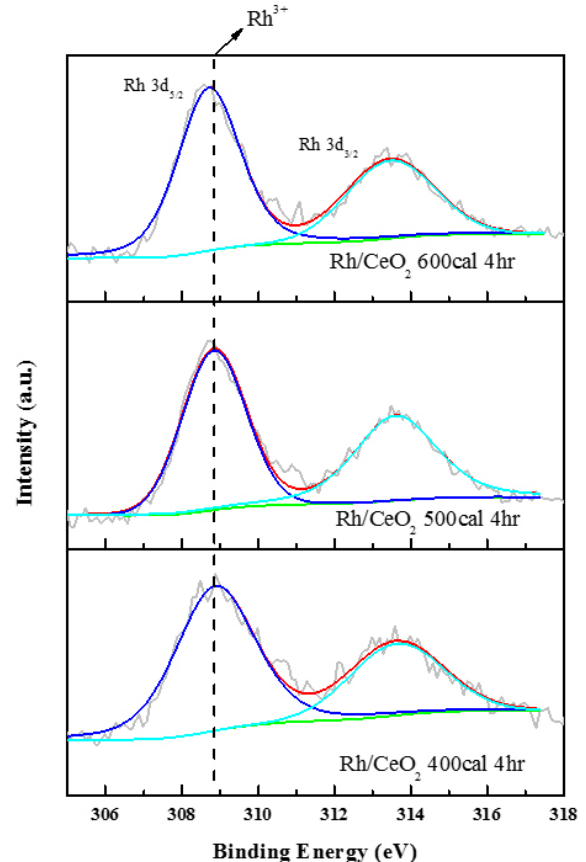 Rh³⁺
Rh 3d₅/₂
Rh 3d₃/₂
Rh/CeO₂ 600cal 4hr
Rh/CeO₂ 500cal 4hr
Rh/CeO₂ 400cal 4hr
Intensity (a.u.)
306 308 310 312 314 316 318
Binding Energy (eV)